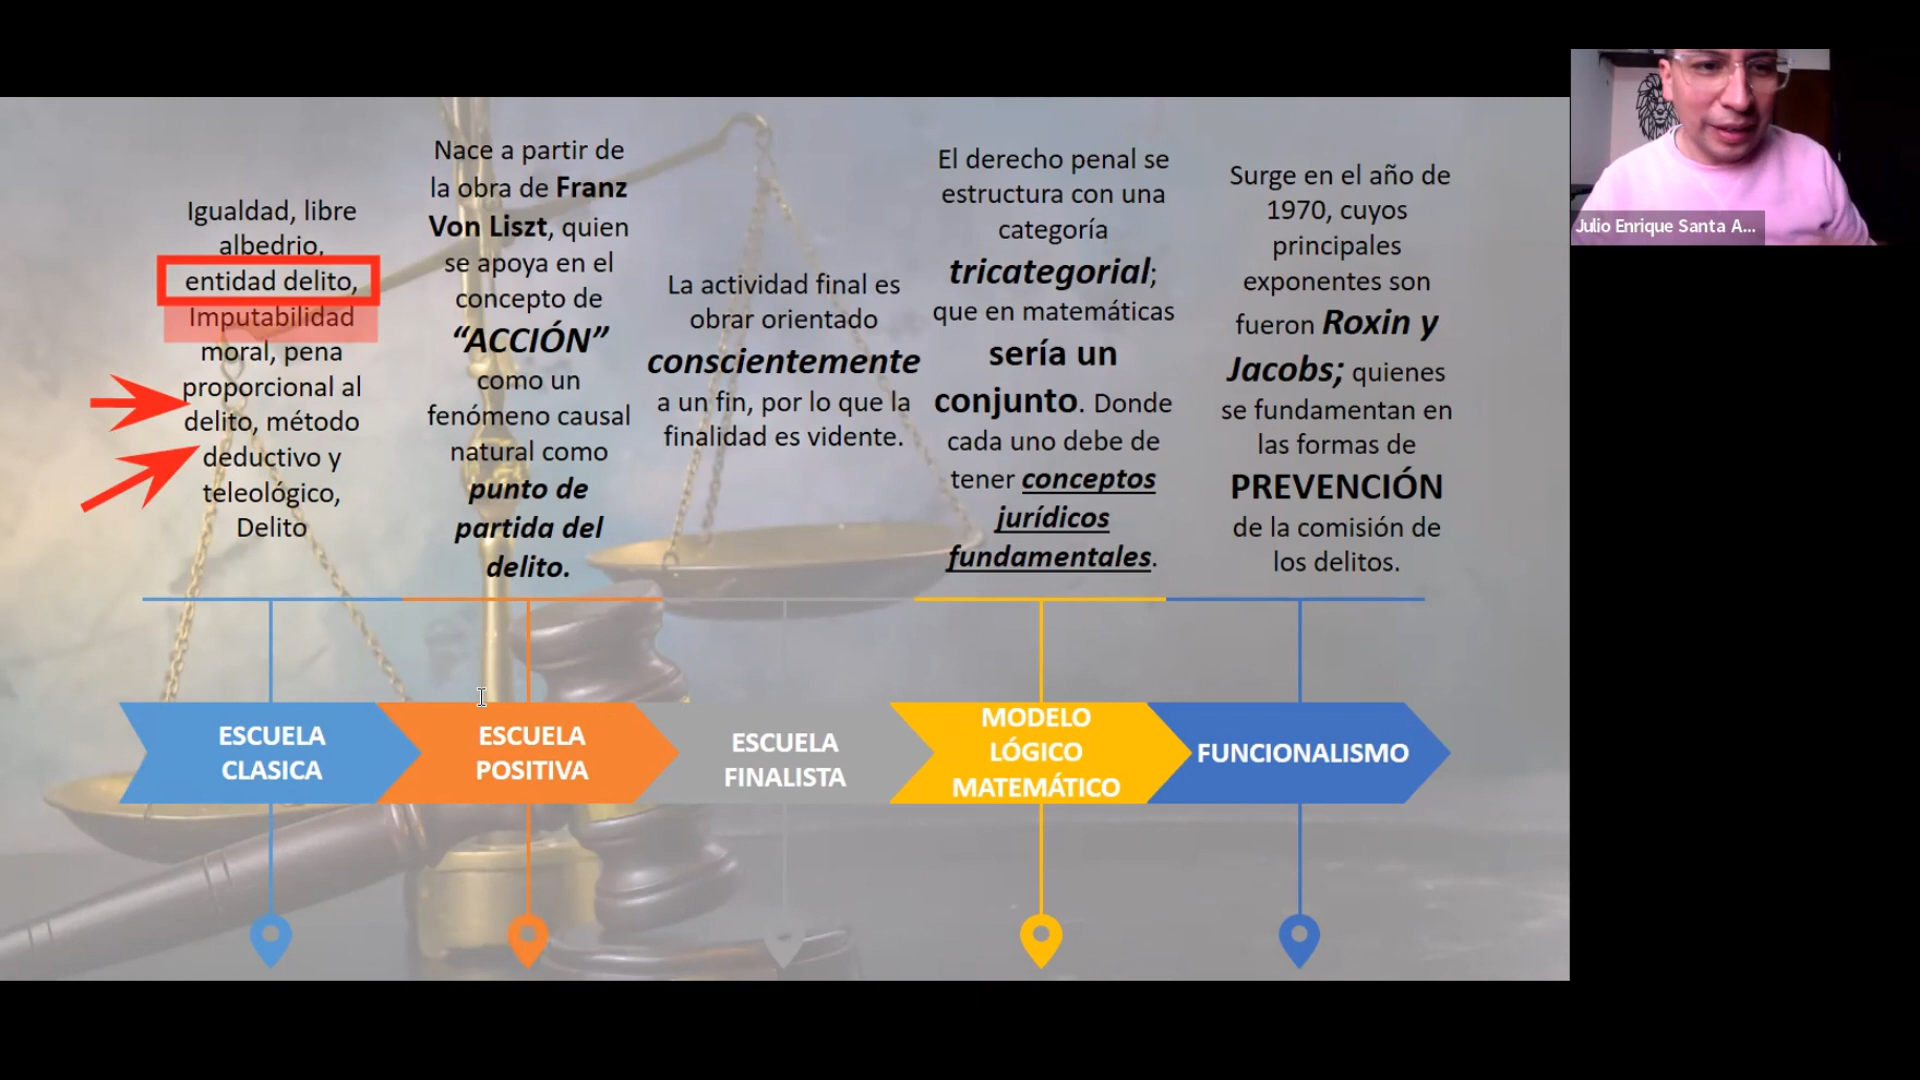 Igualdad, libre
albedrio,
entidad delito,
Imputabilidad
moral, pena
proporcional al
delito, método
deductivo y
teleológico,
Delito
Nace a partir de
la obra de Franz
Von Liszt, quien
se apoya en el
concepto de
“ACCIÓN”
como un
fenómeno causal
natural como
punto de
partida del
delito.
La actividad final es
obrar orientado
conscientemente
a un fin, por lo que la
finalidad es vidente.
El derecho penal se
estructura con una
categoría
tricategorial;
que en matemáticas
sería un
conjunto. Donde
cada uno debe de
tener conceptos
jurídicos
fundamentales.
Surge en el año de
1970, cuyos
principales
exponentes son
fueron Roxin y
Jacobs; quienes
se fundamentan en
las formas de
PREVENCIÓN
de la comisión de
los delitos.
ESCUELA
CLASICA
ESCUELA
POSITIVA
ESCUELA
FINALISTA
MODELO
LÓGICO
MATEMÁTICO
FUNCIONALISMO
Julio Enrique Santa A...